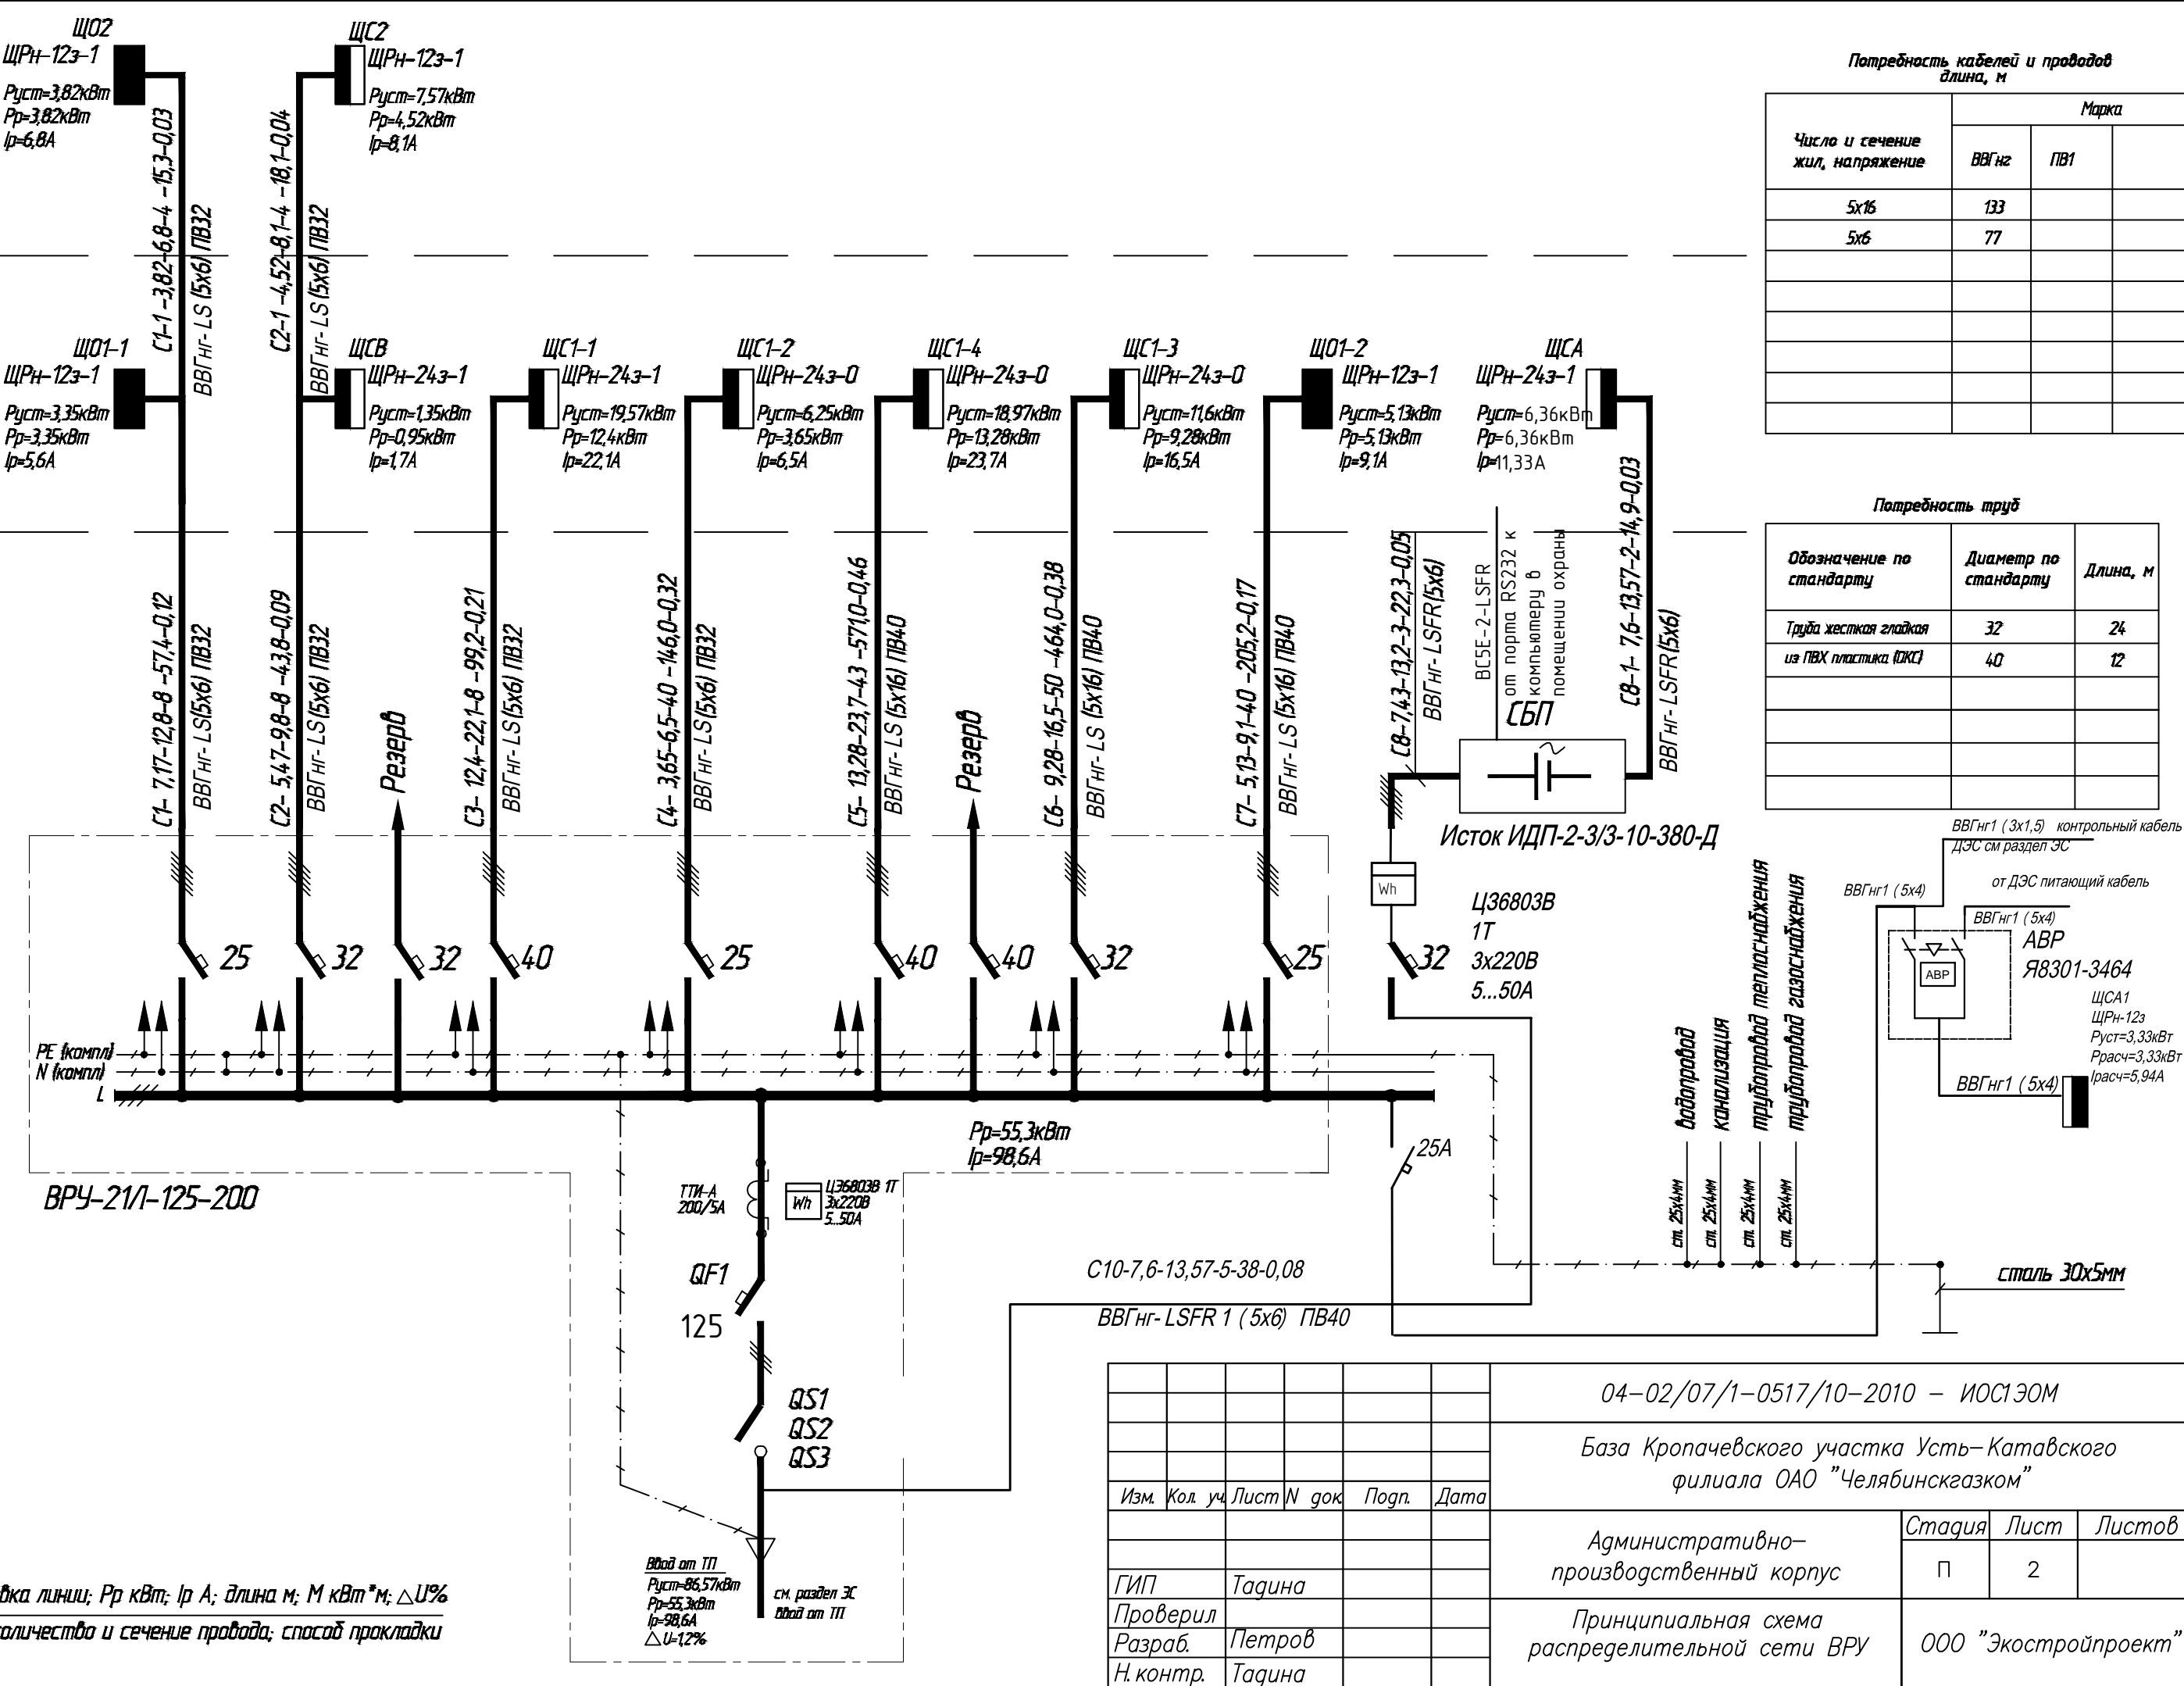 ЩО2
ЩРн-12з-1
Руст=3,82кВт
Рр=3,82кВт
Iр=6,8А
ЩС2
ЩРн-12з-1
Руст=7,57кВт
Рр=4,52кВт
Iр=8,1А
С1-1 -3,82-6,8-4 -15,3-0,03
ВВГнг-LS (5х6) ПВ32
С2-1 -4,52-8,1-4 -18,1-0,04
ВВГнг-LS (5х6) ПВ32
ЩО1-1
ЩРн-12з-1
Руст=3,35кВт
Рр=3,35кВт
Iр=5,6А
ЩСВ
ЩРн-24з-1
Руст=1,35кВт
Рр=0,95кВт
Iр=1,7А
ЩС1-1
ЩРн-24з-1
Руст=19,57кВт
Рр=12,4кВт
Iр=22,1А
ЩС1-2
ЩРн-24з-0
Руст=6,25кВт
Рр=3,65кВт
Iр=6,5А
ЩС1-4
ЩРн-24з-0
Руст=18,97кВт
Рр=13,28кВт
Iр=23,7А
ЩС1-3
ЩРн-24з-0
Руст=11,6кВт
Рр=9,28кВт
Iр=16,5А
ЩО1-2
ЩРн-12з-1
Руст=5,13кВт
Рр=5,13кВт
Iр=9,1А
ЩСА
ЩРн-24з-1
Руст=6,36кВт
Рр=6,36кВт
Iр=11,33А
С1- 7,17-12,8-8 -57,4-0,12
ВВГнг-LS(5х6) ПВ32
С2- 5,47-9,8-8 -43,8-0,09
ВВГнг-LS(5х6) ПВ32
Резерв
С3- 12,4-22,1-8 -99,2-0,21
ВВГнг-LS(5х6) ПВ32
С4- 3,65-6,5-40 -146,0-0,32
ВВГнг-LS(5х6) ПВ32
С5- 13,28-23,7-43 -571,0-0,46
ВВГнг-LS (5х16) ПВ40
Резерв
С6- 9,28-16,5-50 -464,0-0,38
ВВГнг-LS (5х16) ПВ40
С7- 5,13-9,1-40 -205,2-0,17
ВВГнг-LS (5х16) ПВ40
С8-7,43-13,2-3-22,3-0,05
ВВГнг-LSFR(5х6)
BC5E-2-LSFR
от порта RS232 к
компьютеру в
помещении охраны
С8-1- 7,6-13,57-2-14,9-0,03
ВВГнг-LSFR(5х6)
СБП
Исток ИДП-2-3/3-10-380-Д
Wh
ЦЭ6803В
1Т
3х220В
5...50А
25
32
32
40
25
40
40
32
25
32
РЕ (компл)
N (компл)
L
Рр=55,3кВт
Iр=98,6А
ВРУ-21Л-125-200
ТТИ-А
200/5А
Wh
ЦЭ6803В 1Т
3х220В
5...50А
QF1
125
QS1
QS2
QS3
25А
С10-7,6-13,57-5-38-0,08
ВВГнг-LSFR 1 ( 5х6) ПВ40
Ввод от ТП
Руст=86,57кВт
Рр=55,3кВт
Iр=98,6А
△U=1,2%
см. раздел ЭС
Ввод от ТП
вка линии; Рр кВт; Iр А; длина м; М кВт*м; △U%
оличество и сечение провода; способ прокладки
Потребность кабелей и проводов
длина, м
Число и сечение
жил, напряжение
Марка
ВВГнг
ПВ1
5х16
133
5х6
77
Потребность труб
Обозначение по
стандарту
Диаметр по
стандарту
Длина, м
Труба жесткая гладкая
32
24
из ПВХ пластика (ДКС)
40
12
ВВГнг1 ( 3х1,5) контрольный кабель
ДЭС см раздел ЭС
ВВГнг1 ( 5х4)
от ДЭС питающий кабель
ВВГнг1 ( 5х4)
АВР
АВР
Я8301-3464
ЩСА1
ЩРн-12з
Руст=3,33кВт
Ррасч=3,33кВт
Iрасч=5,94А
ВВГнг1 ( 5х4)
водопровод
канализация
трубопровод теплоснабжения
трубопровод газоснабжения
ст. 25х4мм
ст. 25х4мм
ст. 25х4мм
ст. 25х4мм
сталь 30х5мм
04-02/07/1-0517/10-2010 - ИОС1ЭОМ
База Кропачевского участка Усть-Катавского
филиала ОАО "Челябинскгазком"
Изм. Кол. уч. Лист N док. Подп. Дата
Административно-
производственный корпус
Стадия Лист Листов
П 2
ГИП Тадина
Проверил
Разраб. Петров
Н.контр. Тадина
Принципиальная схема
распределительной сети ВРУ
ООО "Экостройпроект"